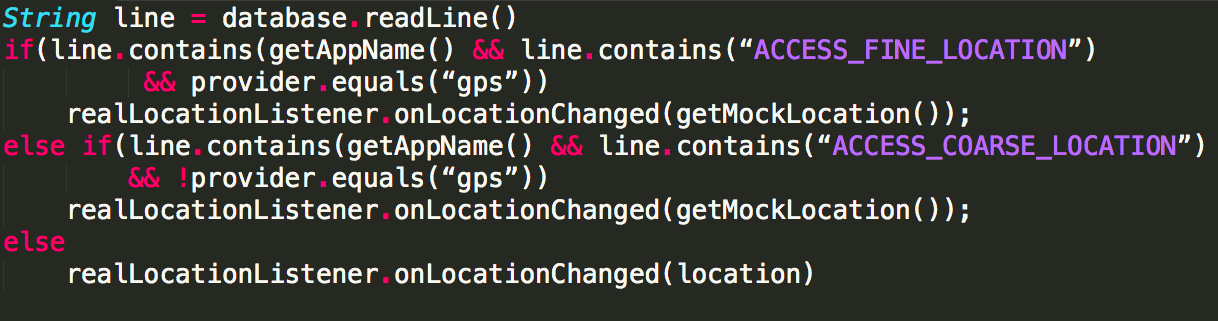 String line = database.readLine()
if(line.contains(getAppName() && line.contains(“ACCESS_FINE_LOCATION”)
&& provider.equals(“gps”))
realLocationListener.onLocationChanged(getMockLocation());
else if(line.contains(getAppName() && line.contains(“ACCESS_COARSE_LOCATION”)
&& !provider.equals(“gps”))
realLocationListener.onLocationChanged(getMockLocation());
else
realLocationListener.onLocationChanged(location)